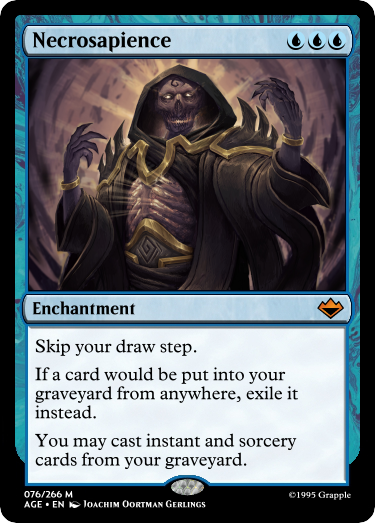 Necrosapience
Enchantment
Skip your draw step.
If a card would be put into your
graveyard from anywhere, exile it
instead.
You may cast instant and sorcery
cards from your graveyard.
076/266 M
AGE • EN Joachim Oortman Gerlings
©1995 Grapple